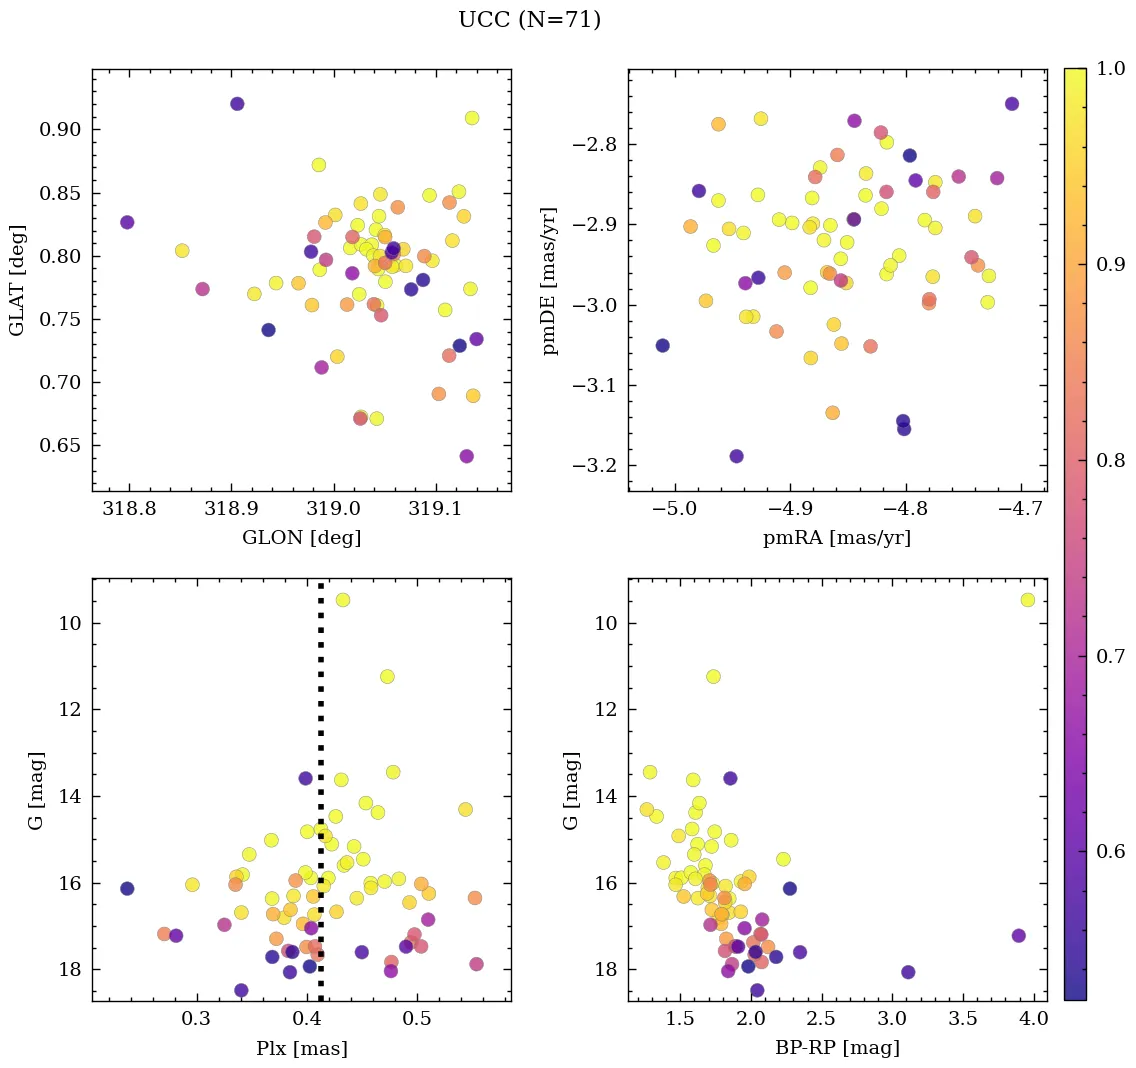 UCC (N=71)
0.90
0.85
0.80
0.75
0.70
0.65
GLAT [deg]
318.8 318.9 319.0 319.1
GLON [deg]
−2.8
−2.9
−3.0
−3.1
−3.2
pmDE [mas/yr]
−5.0 −4.9 −4.8 −4.7
pmRA [mas/yr]
1.0
0.9
0.8
0.7
0.6
10
12
14
16
18
G [mag]
0.3 0.4 0.5
Plx [mas]
10
12
14
16
18
G [mag]
1.5 2.0 2.5 3.0 3.5 4.0
BP-RP [mag]